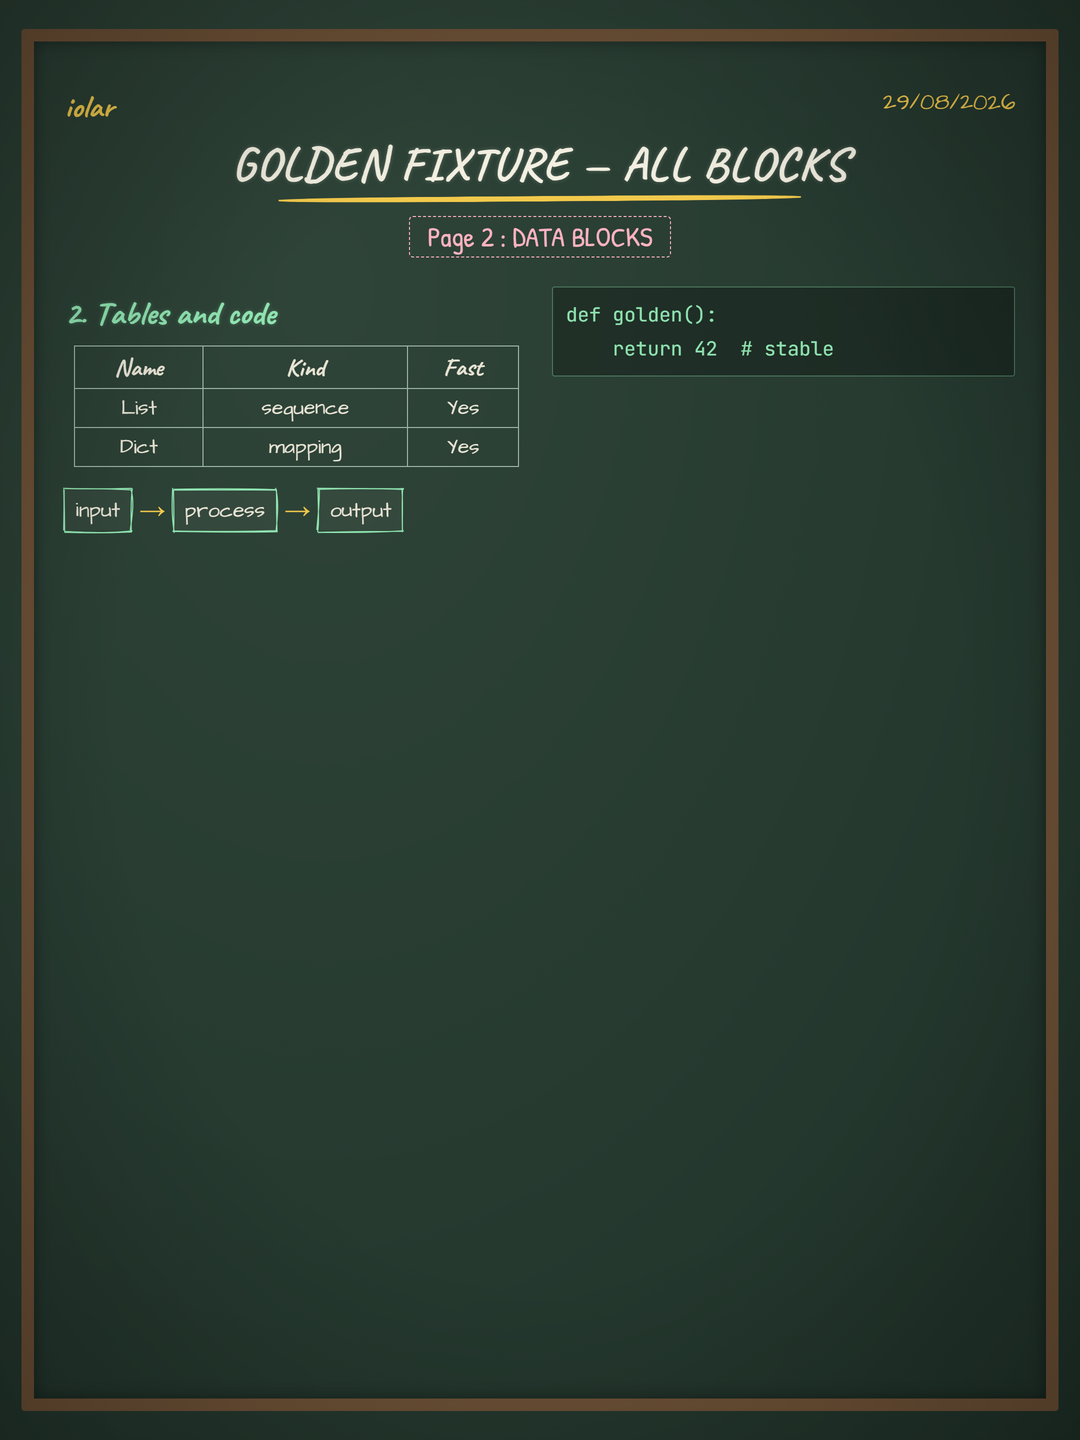 iolar
29/08/2026
GOLDEN FIXTURE – ALL BLOCKS
Page 2 : DATA BLOCKS
2. Tables and code
Name Kind Fast
List sequence Yes
Dict mapping Yes
input → process → output
def golden():
    return 42  # stable